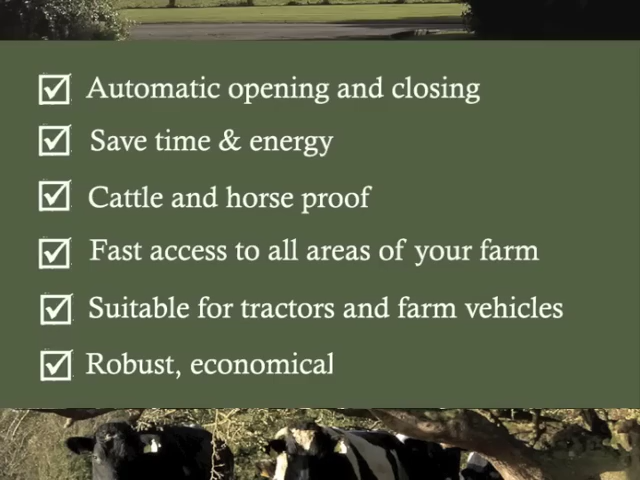 Automatic opening and closing
Save time & energy
Cattle and horse proof
Fast access to all areas of your farm
Suitable for tractors and farm vehicles
Robust, economical